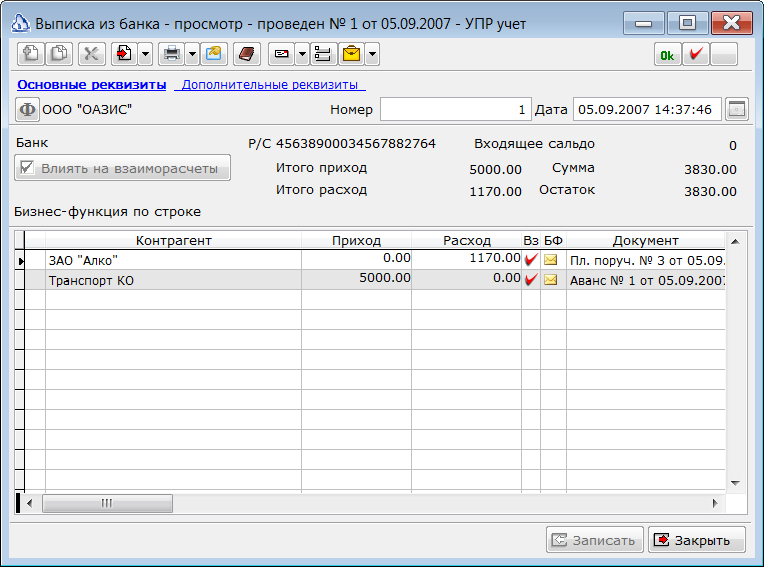 Выписка из банка - просмотр - проведен № 1 от 05.09.2007 - УПР учет
Ok
Основные реквизиты Дополнительные реквизиты
Ф ООО "ОАЗИС" Номер 1 Дата 05.09.2007 14:37:46
Банк Р/С 45638900034567882764 Входящее сальдо 0
Влиять на взаиморасчеты Итого приход 5000.00 Сумма 3830.00
Итого расход 1170.00 Остаток 3830.00
Бизнес-функция по строке
Контрагент Приход Расход Вз БФ Документ
ЗАО "Алко" 0.00 1170.00 Пл. поруч. № 3 от 05.09.
Транспорт КО 5000.00 0.00 Аванс № 1 от 05.09.2007
Записать Закрыть